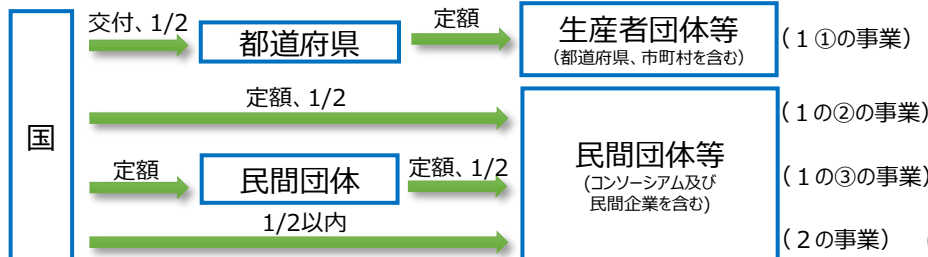 国
交付、1/2
都道府県
定額
生産者団体等
(都道府県、市町村を含む)
（１①の事業）
定額、1/2
（１の②の事業）
定額
民間団体
定額、1/2
民間団体等
(コンソーシアム及び
民間企業を含む)
（１の③の事業）
1/2以内
（２の事業）